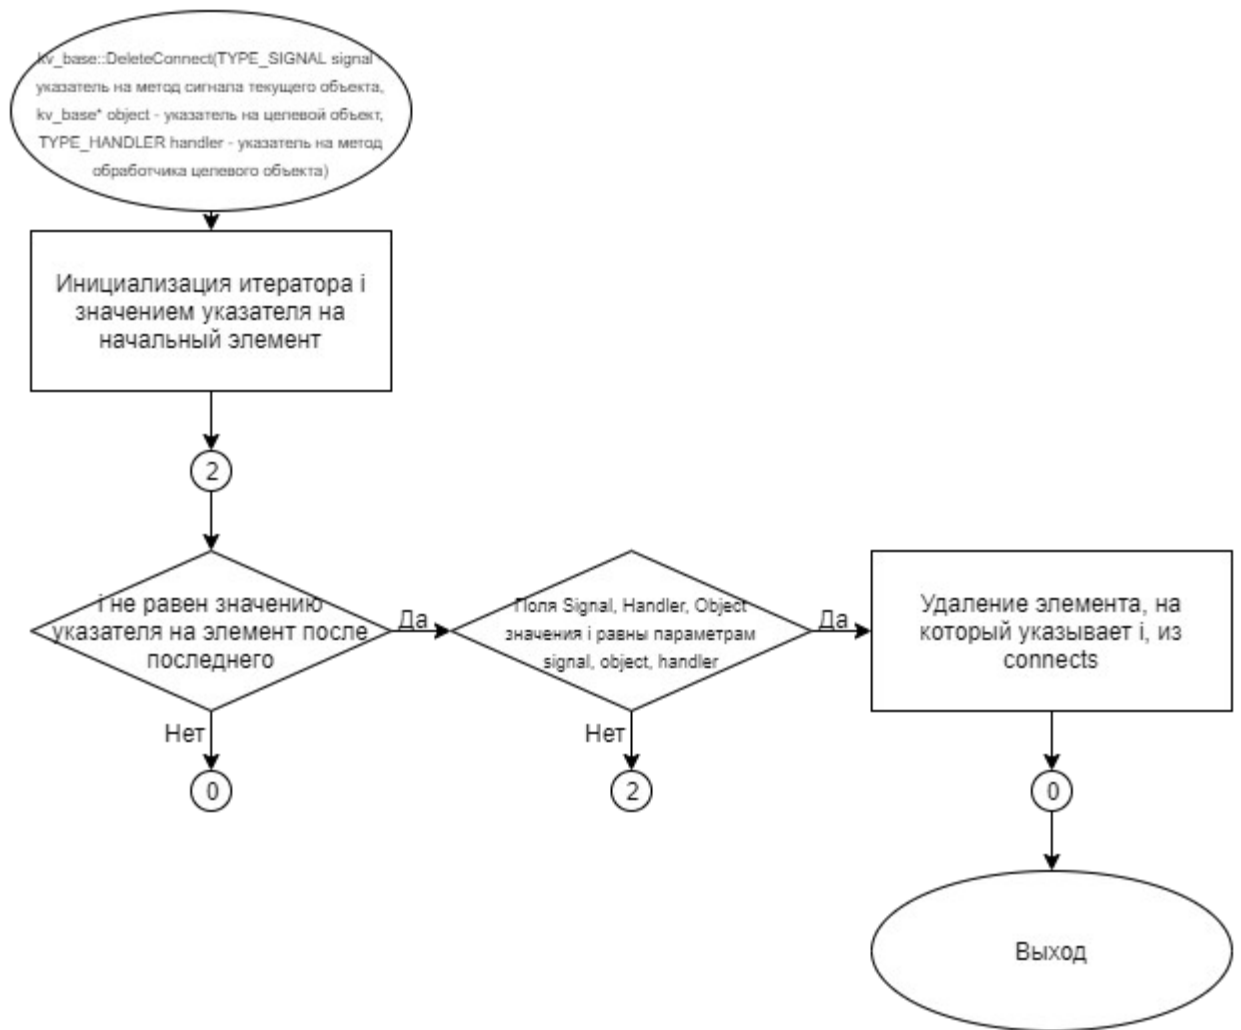 kv_base::DeleteConnect(TYPE_SIGNAL signal -
указатель на метод сигнала текущего объекта,
kv_base* object - указатель на целевой объект,
TYPE_HANDLER handler - указатель на метод
обработчика целевого объекта)
Инициализация итератора i
значением указателя на
начальный элемент
2
i не равен значению
указателя на элемент после
последнего
Да
Поля Signal, Handler, Object
значения i равны параметрам
signal, object, handler
Да
Удаление элемента, на
который указывает i, из
connects
Нет
0
Нет
2
0
Выход